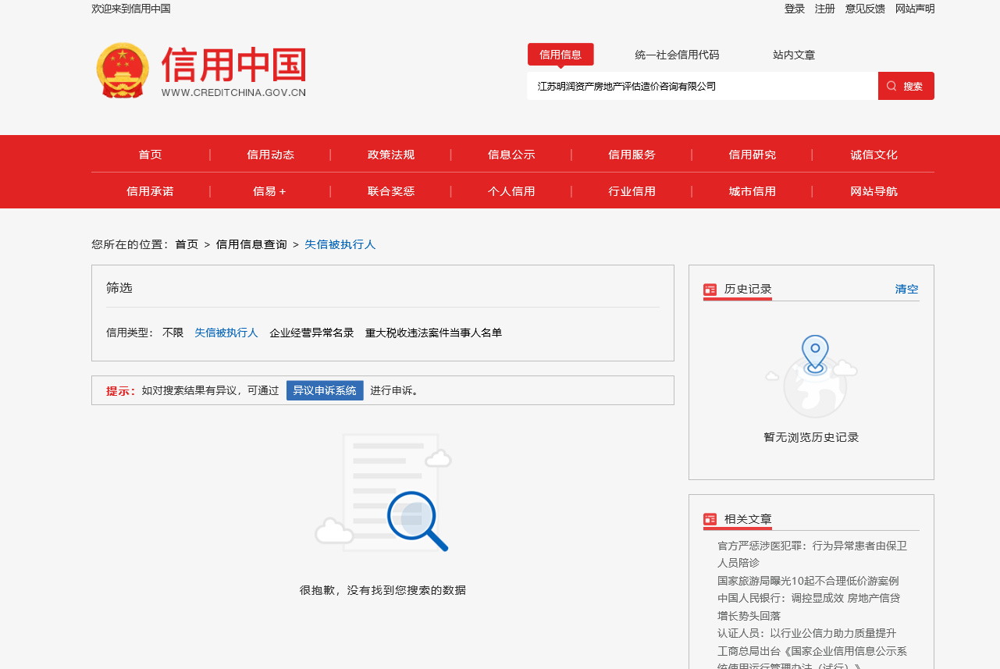 欢迎来到信用中国
登录 注册 意见反馈 网站声明
信用中国
WWW.CREDITCHINA.GOV.CN
信用信息 统一社会信用代码 站内文章
江苏明润资产房地产评估造价咨询有限公司
搜索
首页 | 信用动态 | 政策法规 | 信息公示 | 信用服务 | 信用研究 | 诚信文化
信用承诺 | 信易+ | 联合奖惩 | 个人信用 | 行业信用 | 城市信用 | 网站导航
您所在的位置：首页 > 信用信息查询 > 失信被执行人
筛选
信用类型： 不限 失信被执行人 企业经营异常名录 重大税收违法案件当事人名单
提示：如对搜索结果有异议，可通过 异议申诉系统 进行申诉。
很抱歉，没有找到您搜索的数据
历史记录 清空
暂无浏览历史记录
相关文章
官方严惩涉医犯罪：行为异常患者由保卫
人员陪诊
国家旅游局曝光10起不合理低价游案例
中国人民银行：调控显成效 房地产信贷
增长势头回落
认证人员：以行业公信力助力质量提升
工商总局出台《国家企业信用信息公示系
统使用运行管理办法（试行）》